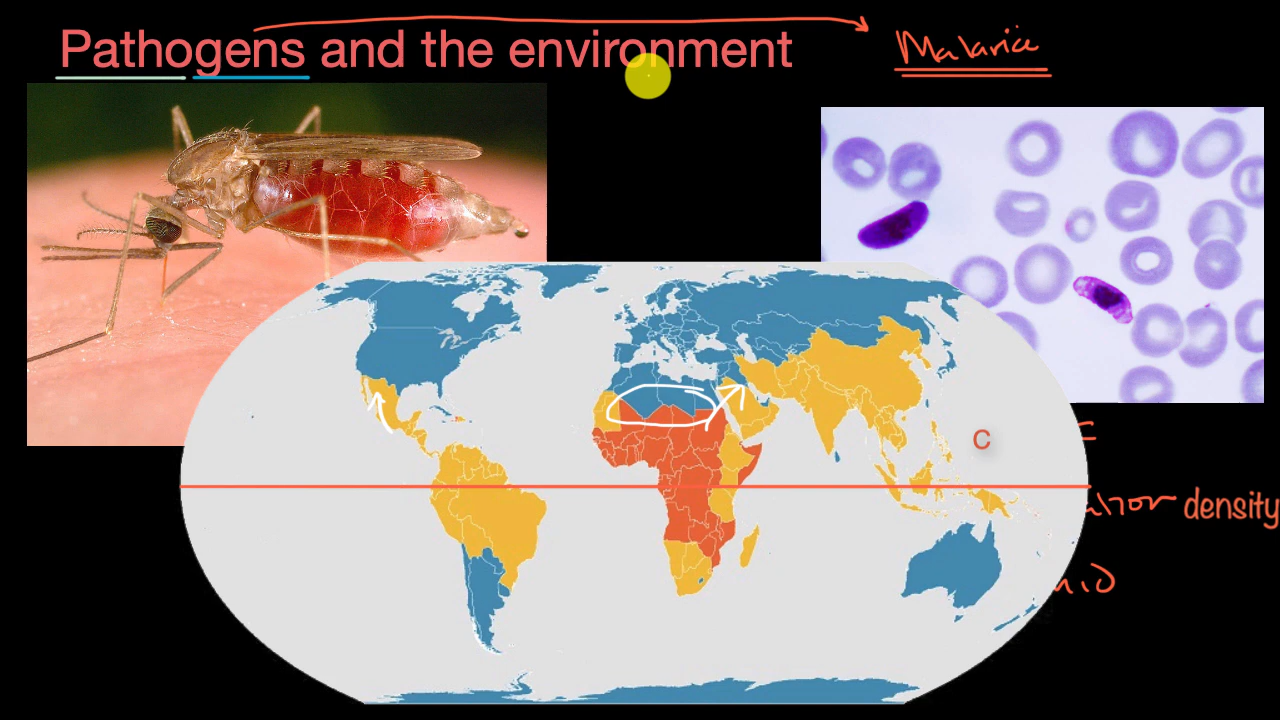 Pathogens and the environment
Malaria
C
density